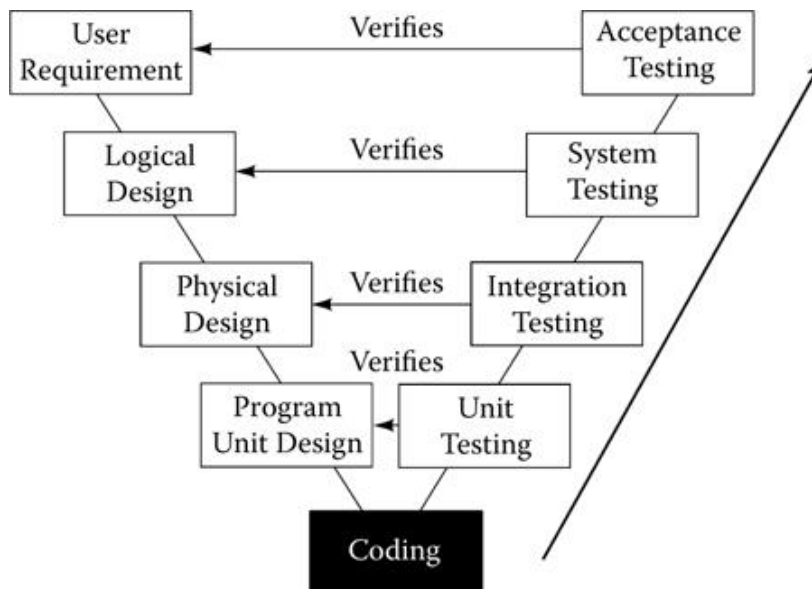 User
Requirement
Verifies
Acceptance
Testing
Logical
Design
Verifies
System
Testing
Physical
Design
Verifies
Integration
Testing
Verifies
Program
Unit Design
Unit
Testing
Coding